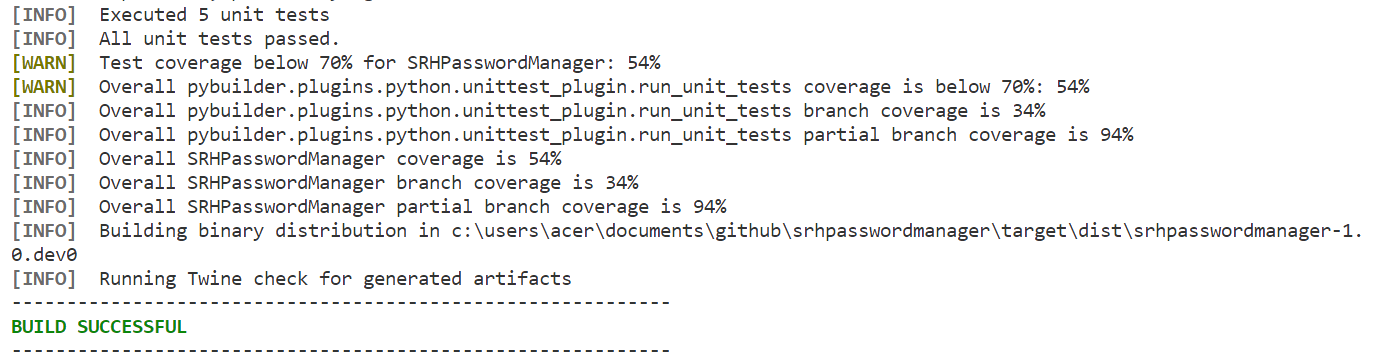 [INFO]  Executed 5 unit tests
[INFO]  All unit tests passed.
[WARN]  Test coverage below 70% for SRHPasswordManager: 54%
[WARN]  Overall pybuilder.plugins.python.unittest_plugin.run_unit_tests coverage is below 70%: 54%
[INFO]  Overall pybuilder.plugins.python.unittest_plugin.run_unit_tests branch coverage is 34%
[INFO]  Overall pybuilder.plugins.python.unittest_plugin.run_unit_tests partial branch coverage is 94%
[INFO]  Overall SRHPasswordManager coverage is 54%
[INFO]  Overall SRHPasswordManager branch coverage is 34%
[INFO]  Overall SRHPasswordManager partial branch coverage is 94%
[INFO]  Building binary distribution in c:\users\acer\documents\github\srhpasswordmanager\target\dist\srhpasswordmanager-1.
0.dev0
[INFO]  Running Twine check for generated artifacts
------------------------------------------------------------
BUILD SUCCESSFUL
------------------------------------------------------------